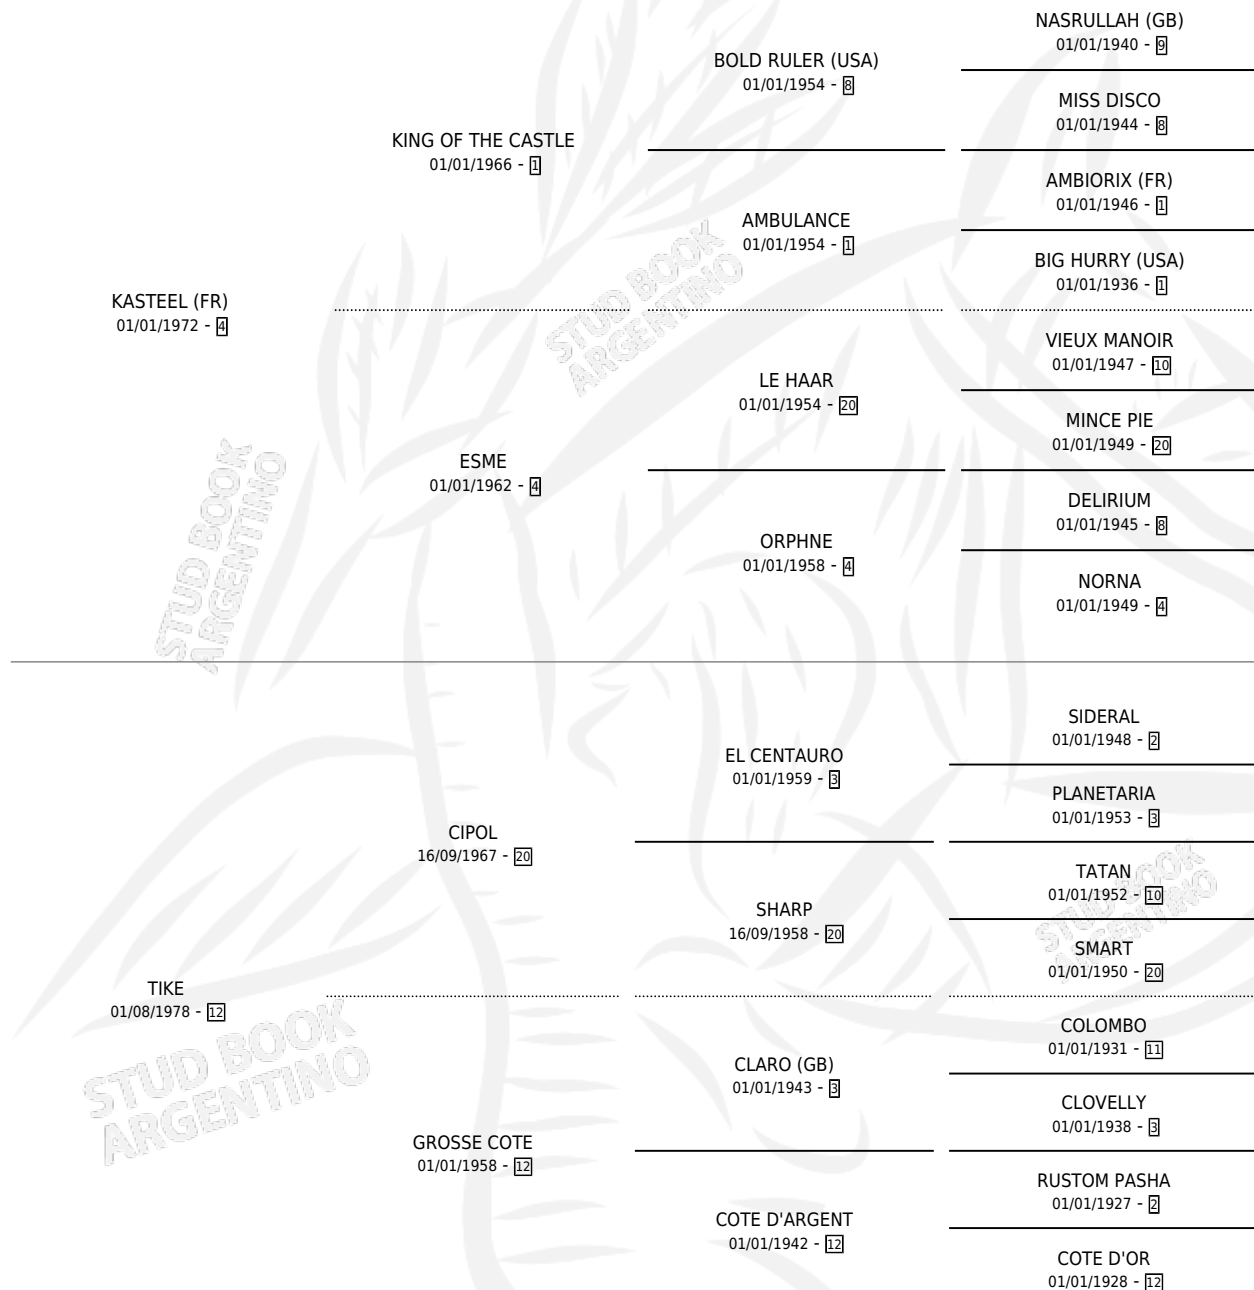 NASRULLAH (GB)
01/01/1940 - 9
BOLD RULER (USA)
01/01/1954 - 8
MISS DISCO
01/01/1944 - 8
KING OF THE CASTLE
01/01/1966 - 1
AMBIORIX (FR)
01/01/1946 - 1
AMBULANCE
01/01/1954 - 1
BIG HURRY (USA)
01/01/1936 - 1
KASTEEL (FR)
01/01/1972 - 4
VIEUX MANOIR
01/01/1947 - 10
LE HAAR
01/01/1954 - 20
MINCE PIE
01/01/1949 - 20
ESME
01/01/1962 - 4
DELIRIUM
01/01/1945 - 8
ORPHNE
01/01/1958 - 4
NORNA
01/01/1949 - 4
SIDERAL
01/01/1948 - 2
EL CENTAURO
01/01/1959 - 3
PLANETARIA
01/01/1953 - 3
CIPOL
16/09/1967 - 20
TATAN
01/01/1952 - 10
SHARP
16/09/1958 - 20
SMART
01/01/1950 - 20
TIKE
01/08/1978 - 12
COLOMBO
01/01/1931 - 11
CLARO (GB)
01/01/1943 - 3
CLOVELLY
01/01/1938 - 3
GROSSE COTE
01/01/1958 - 12
RUSTOM PASHA
01/01/1927 - 2
COTE D'ARGENT
01/01/1942 - 12
COTE D'OR
01/01/1928 - 12
STUD BOOK
ARGENTINO
STUD BOOK
ARGENTINO
STUD BOOK
ARGENTINO
STUD BOOK
ARGENTINO